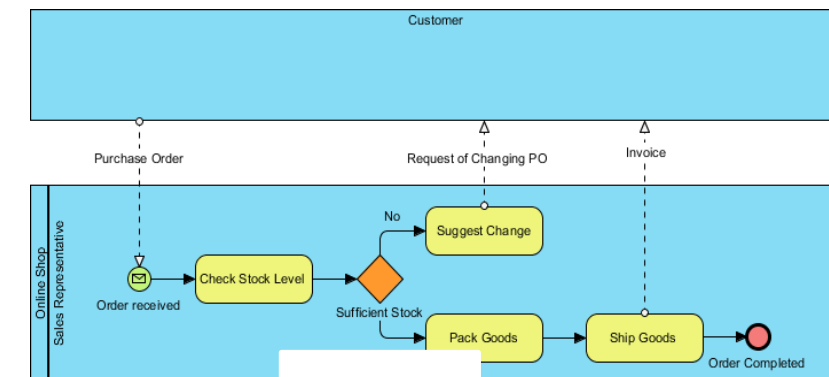 Customer
Purchase Order
Request of Changing PO
Invoice
Online Shop
Sales Representative
No
Suggest Change
Check Stock Level
Order received
Sufficient Stock
Pack Goods
Ship Goods
Order Completed